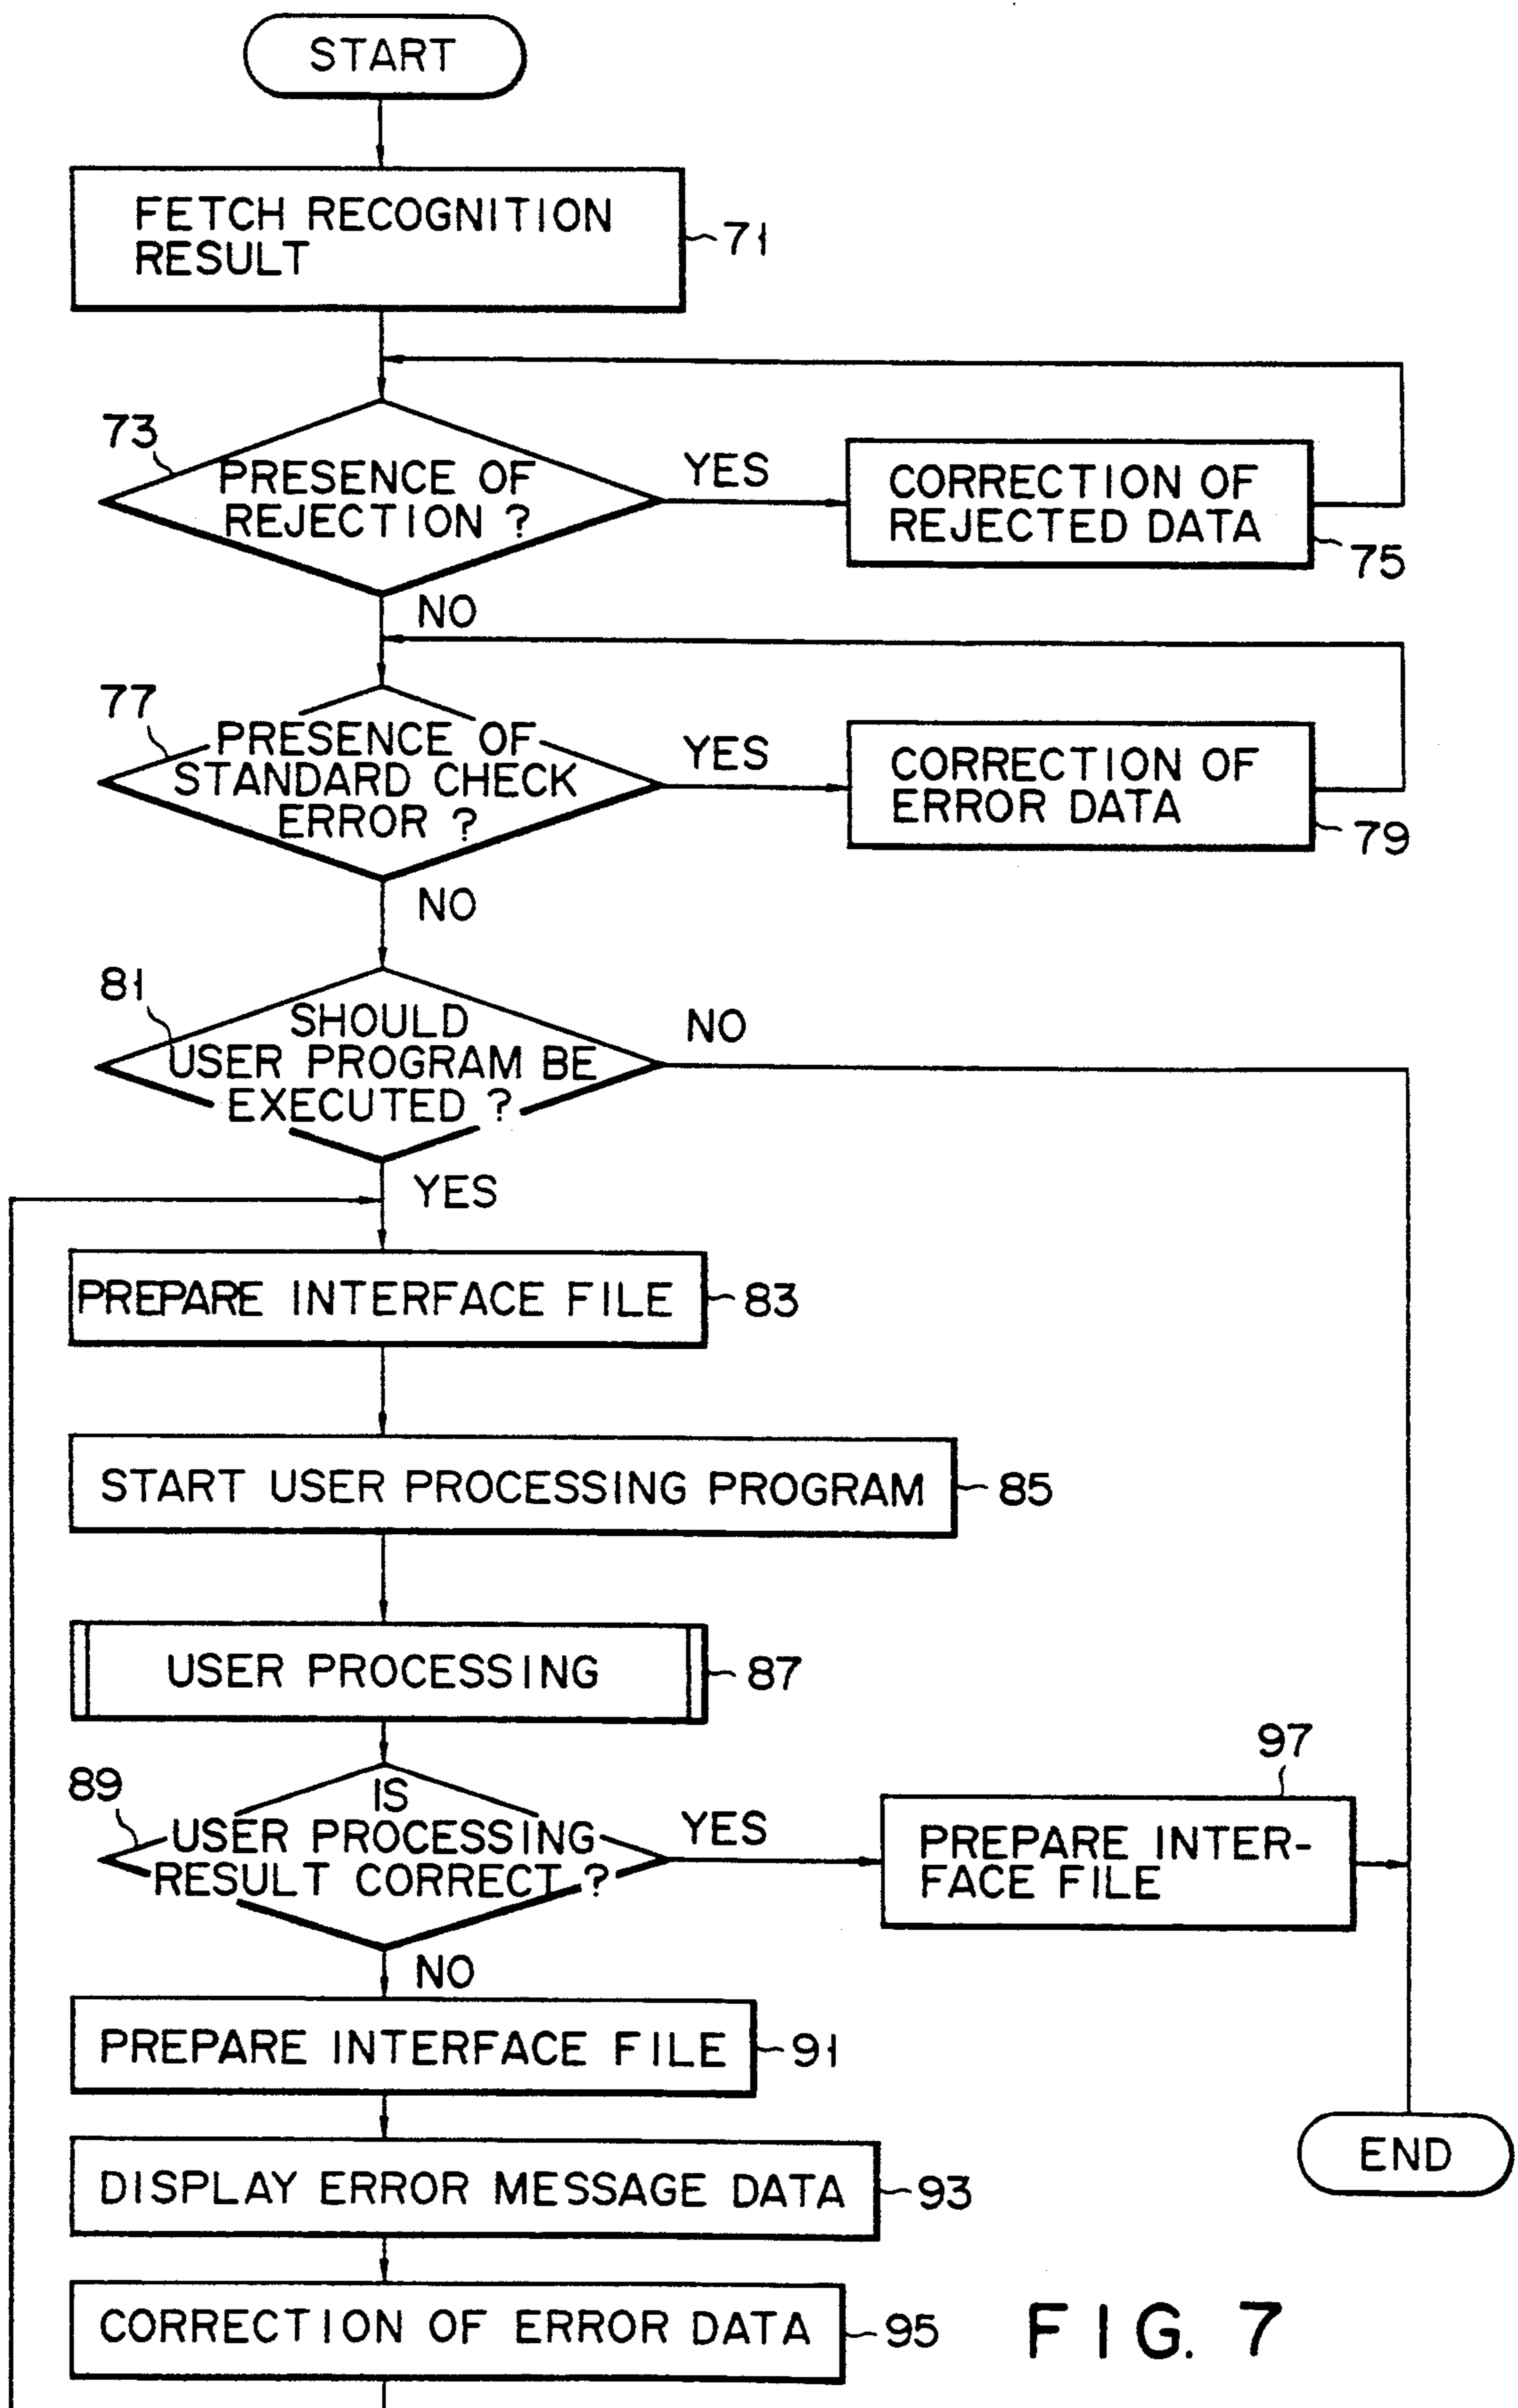 START
FETCH RECOGNITION
RESULT
71
73
PRESENCE OF
REJECTION ?
YES
CORRECTION OF
REJECTED DATA
75
NO
77
PRESENCE OF
STANDARD CHECK
ERROR ?
YES
CORRECTION OF
ERROR DATA
79
NO
81
SHOULD
USER PROGRAM BE
EXECUTED ?
NO
YES
PREPARE INTERFACE FILE
83
START USER PROCESSING PROGRAM
85
USER PROCESSING
87
89
IS
USER PROCESSING
RESULT CORRECT ?
YES
97
PREPARE INTER-
FACE FILE
NO
PREPARE INTERFACE FILE
91
DISPLAY ERROR MESSAGE DATA
93
END
CORRECTION OF ERROR DATA
95
FIG. 7